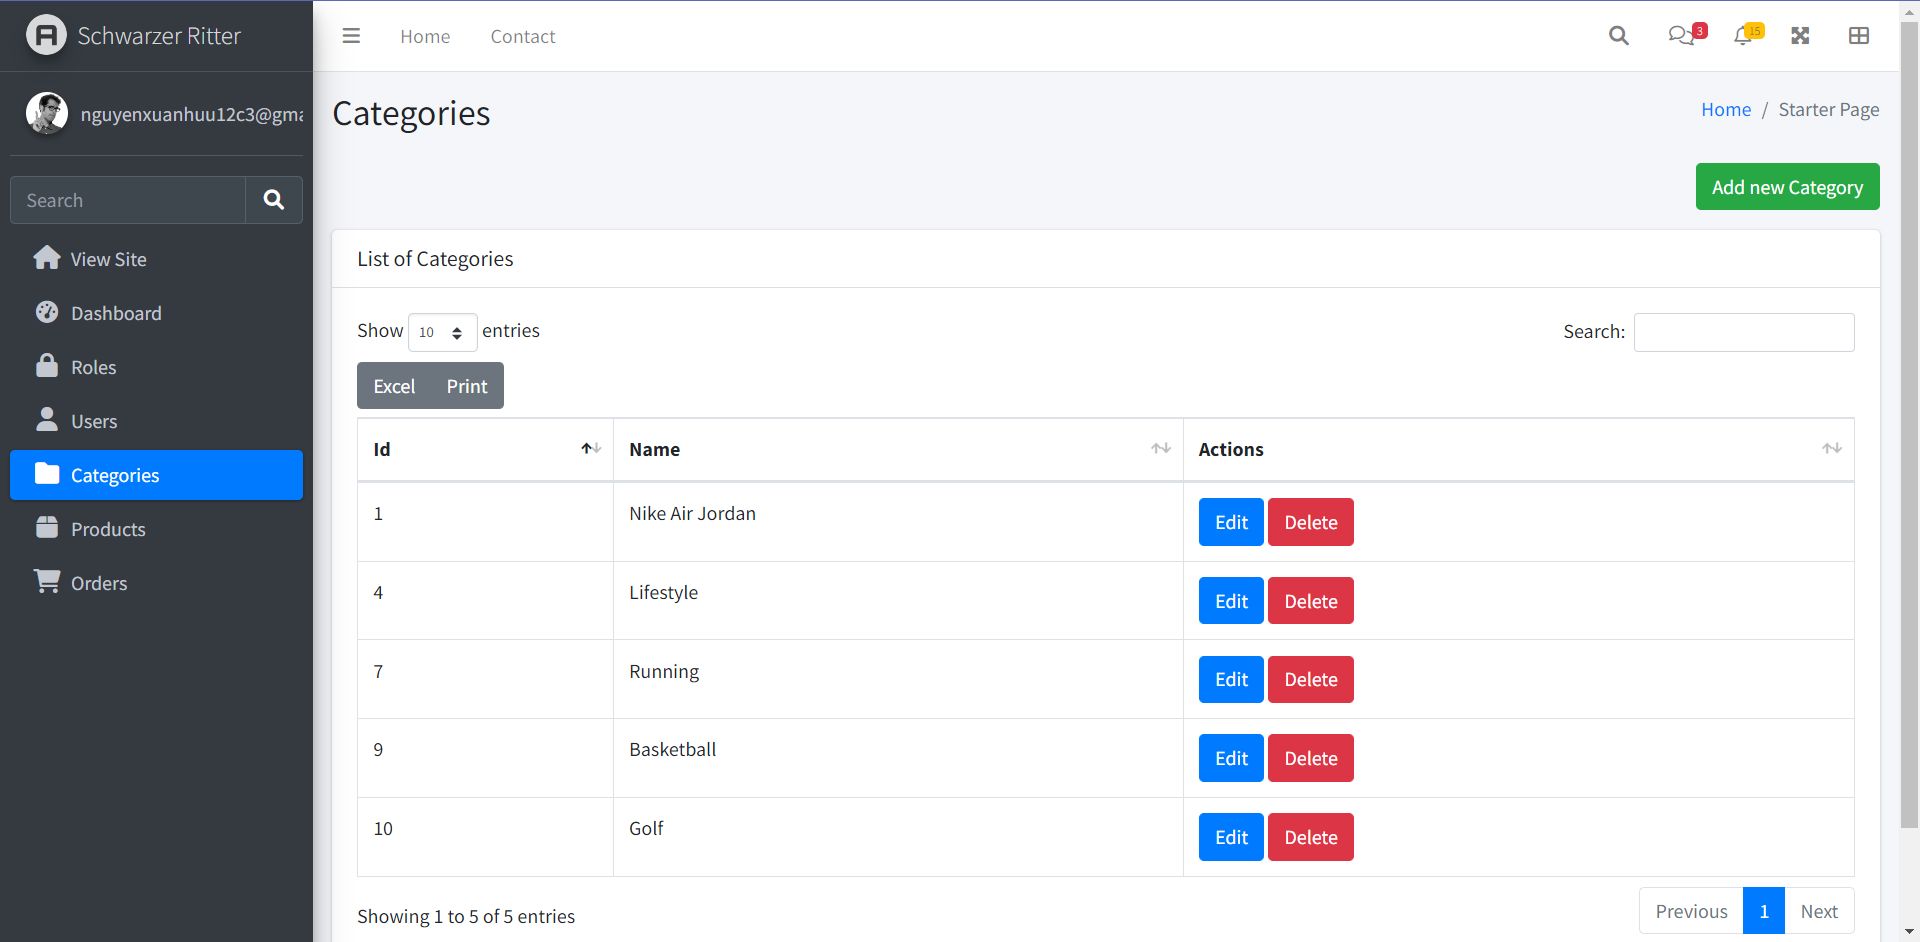 Schwarzer Ritter
Home Contact
3
15
nguyenxuanhuu12c3@gma
Categories
Home / Starter Page
Search
Add new Category
View Site
Dashboard
Roles
Users
Categories
Products
Orders
List of Categories
Show 10 entries
Search:
Excel Print
Id Name Actions
1 Nike Air Jordan Edit Delete
4 Lifestyle Edit Delete
7 Running Edit Delete
9 Basketball Edit Delete
10 Golf Edit Delete
Showing 1 to 5 of 5 entries
Previous 1 Next